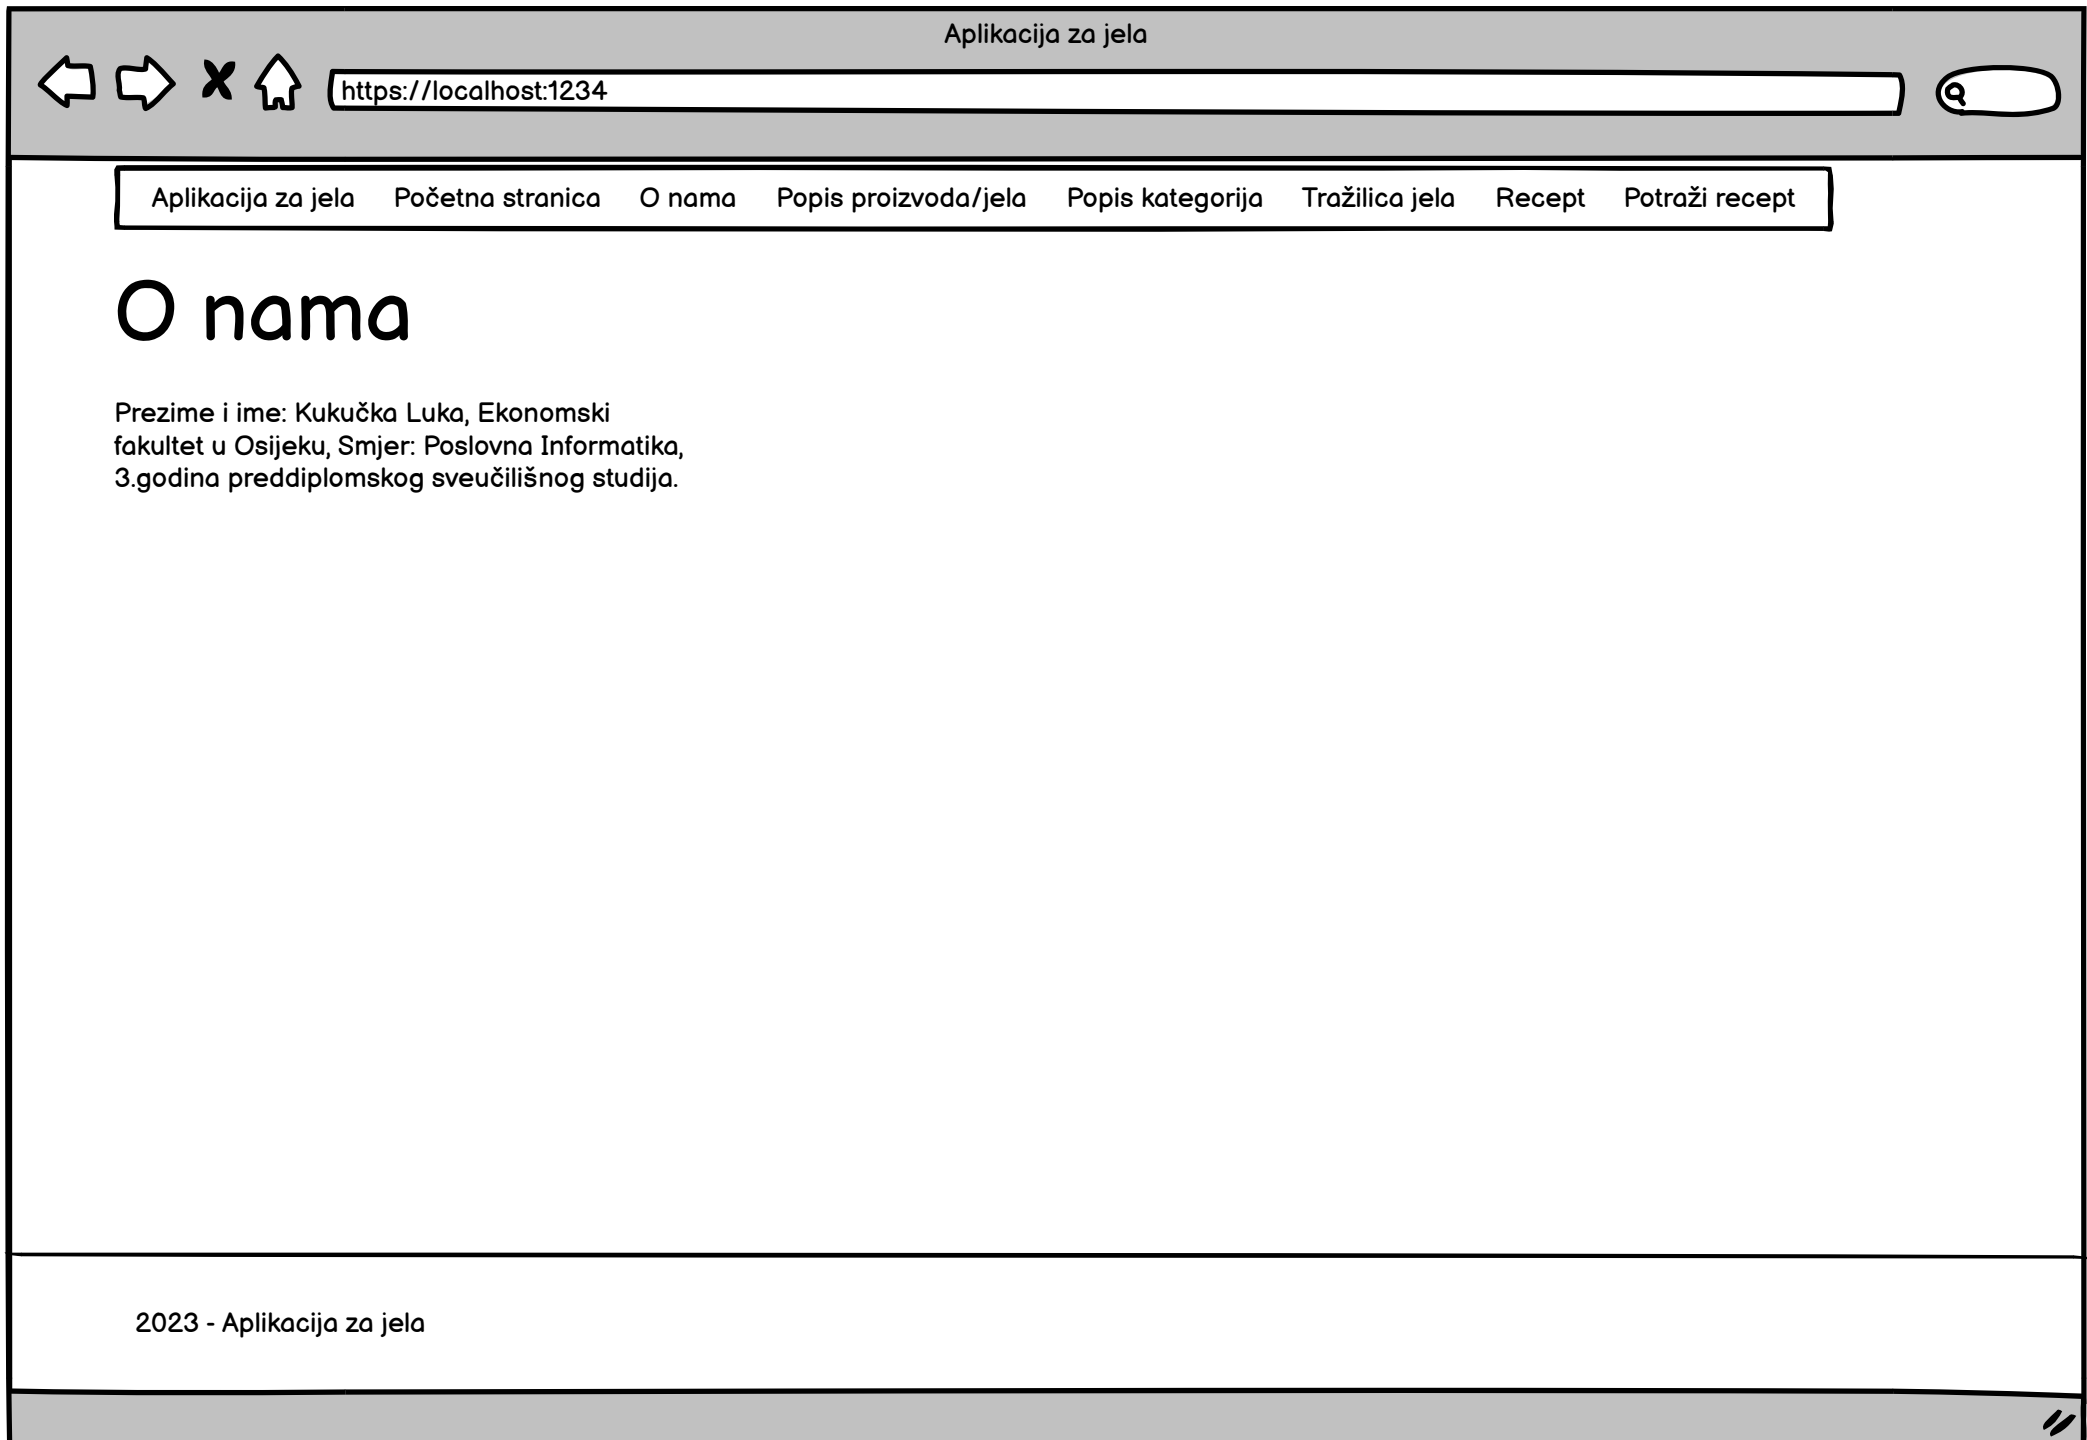 Aplikacija za jela
https://localhost:1234
Aplikacija za jela Početna stranica O nama Popis proizvoda/jela Popis kategorija Tražilica jela Recept Potraži recept
O nama
Prezime i ime: Kukučka Luka, Ekonomski
fakultet u Osijeku, Smjer: Poslovna Informatika,
3.godina preddiplomskog sveučilišnog studija.
2023 - Aplikacija za jela